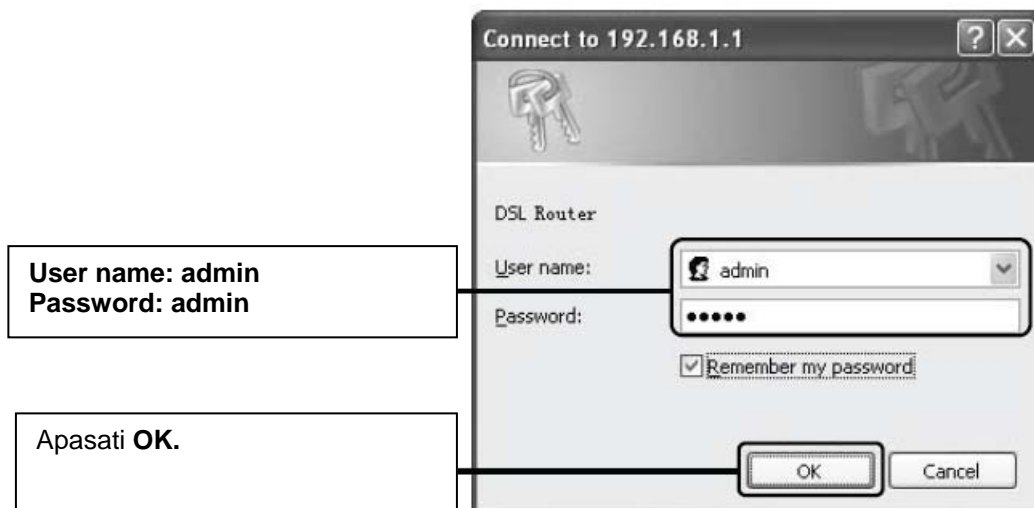 Connect to 192.168.1.1
DSL Router
User name: admin
Password: admin
User name:
admin
Password:
•••••
Remember my password
Apasati OK.
OK
Cancel